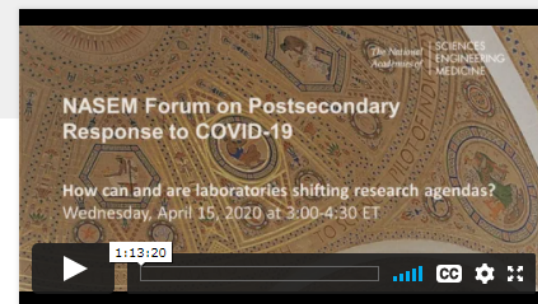 The National
Academies of
SCIENCES
ENGINEERING
MEDICINE
NASEM Forum on Postsecondary
Response to COVID-19
How can and are laboratories shifting research agendas?
Wednesday, April 15, 2020 at 3:00-4:30 ET
1:13:20
CC